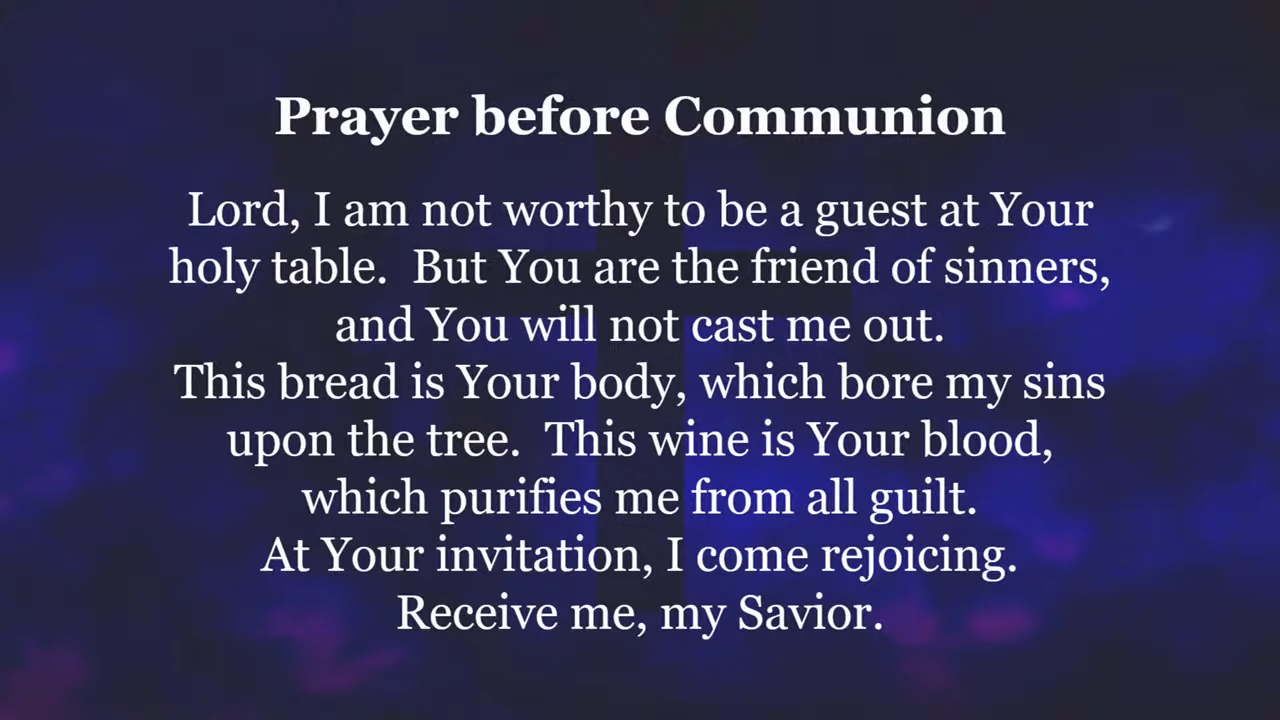 Prayer before Communion
Lord, I am not worthy to be a guest at Your
holy table.  But You are the friend of sinners,
and You will not cast me out.
This bread is Your body, which bore my sins
upon the tree.  This wine is Your blood,
which purifies me from all guilt.
At Your invitation, I come rejoicing.
Receive me, my Savior.